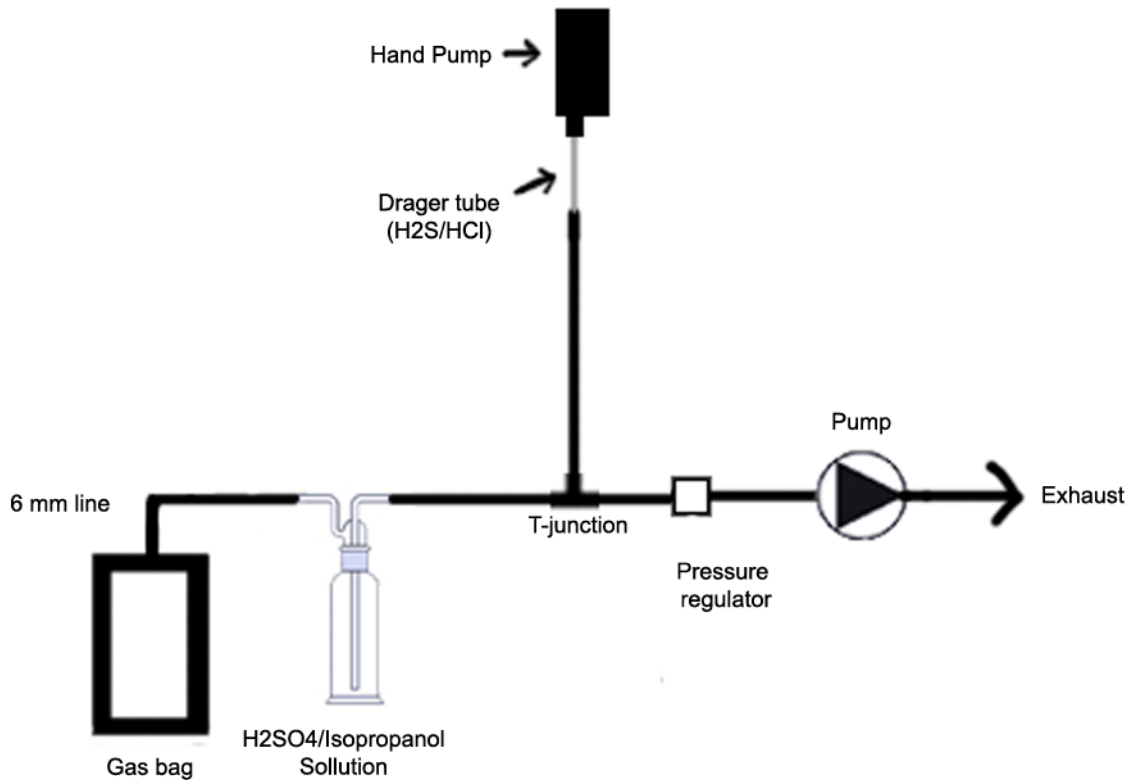 Hand Pump
Drager tube
(H2S/HCl)
Pump
6 mm line
Exhaust
T-junction
Pressure
regulator
H2SO4/Isopropanol
Sollution
Gas bag